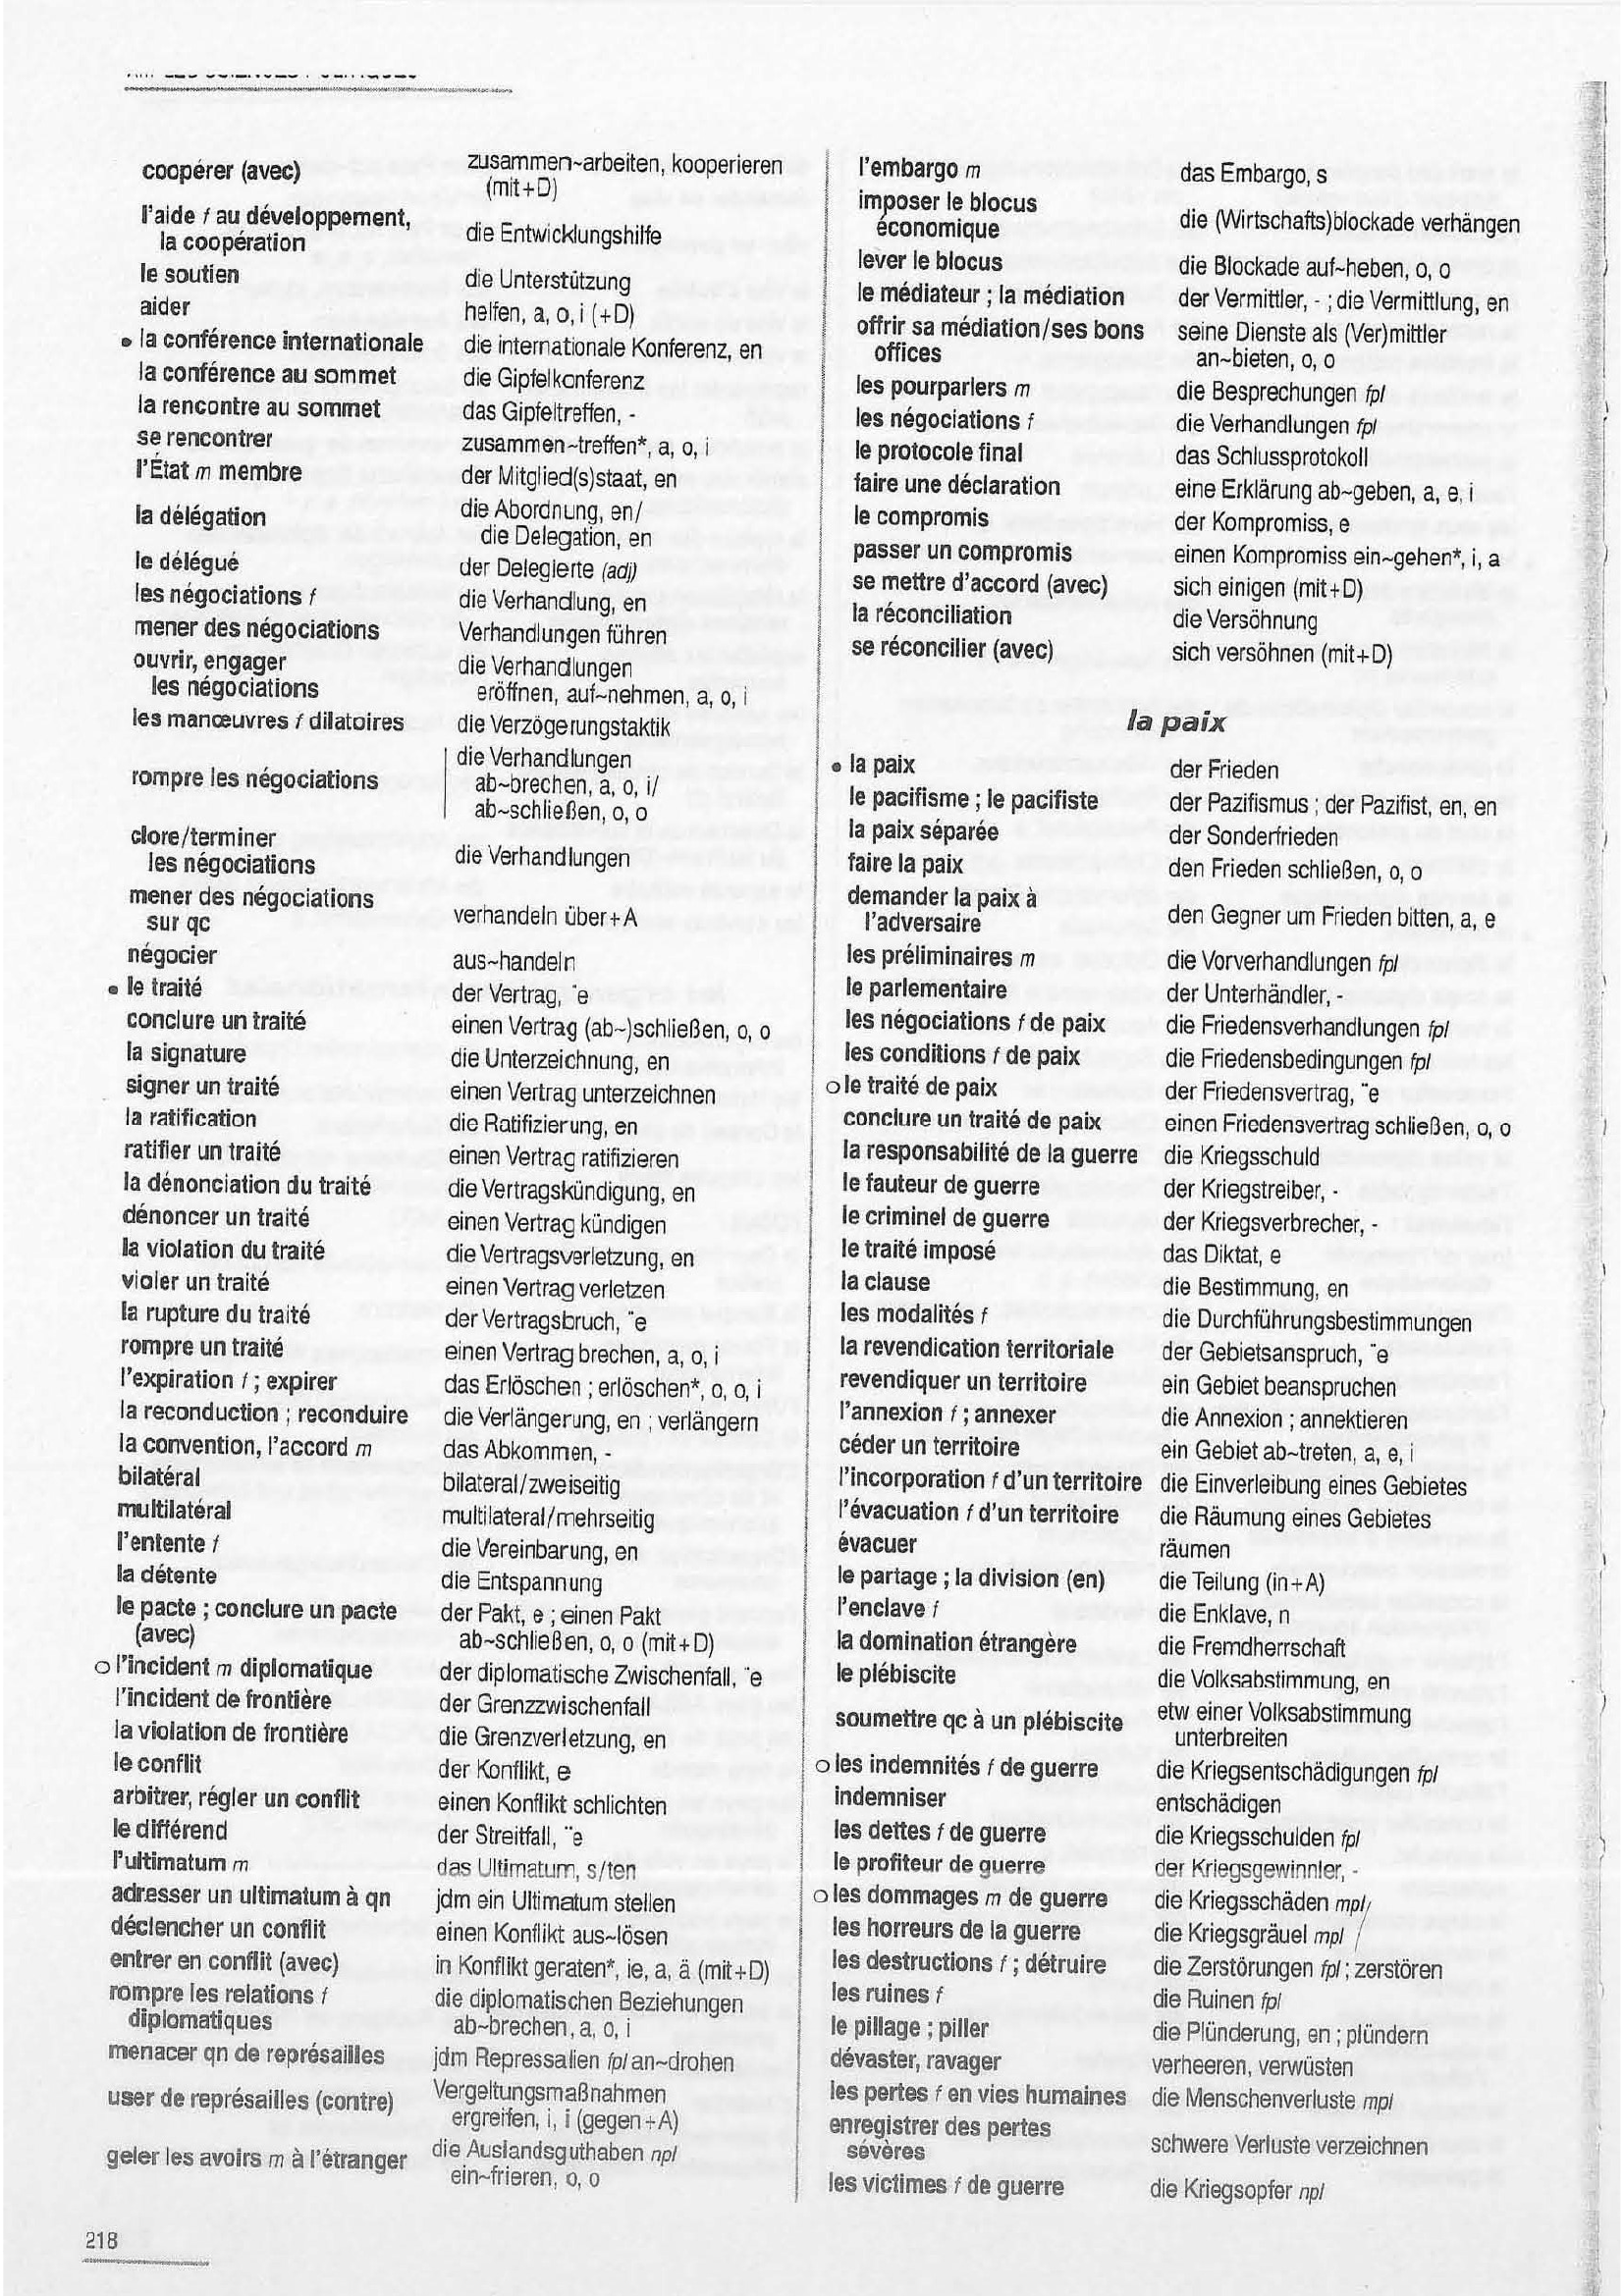 coopérer (avec) zusammen~arbeiten, kooperieren
(mit+D)
l'aide f au développement,
la coopération die Entwicklungshilfe
le soutien die Unterstützung
aider helfen, a, o, i (+D)
• la conférence internationale die internationale Konferenz, en
la conférence au sommet die Gipfelkonferenz
la rencontre au sommet das Gipfeltreffen, -
se rencontrer zusammen~treffen*, a, o, i
l'État m membre der Mitglied(s)staat, en
la délégation die Abordnung, en/
die Delegation, en
le délégué der Delegierte (adj)
les négociations f die Verhandlung, en
mener des négociations Verhandlungen führen
ouvrir, engager die Verhandlungen
les négociations eröffnen, auf~nehmen, a, o, i
les manœuvres f dilatoires die Verzögerungstaktik
rompre les négociations die Verhandlungen
ab~brechen, a, o, i/
ab~schließen, o, o
clore/terminer
les négociations die Verhandlungen
mener des négociations
sur qc verhandeln über+A
négocier aus~handeln
• le traité der Vertrag, ¨e
conclure un traité einen Vertrag (ab~)schließen, o, o
la signature die Unterzeichnung, en
signer un traité einen Vertrag unterzeichnen
la ratification die Ratifizierung, en
ratifier un traité einen Vertrag ratifizieren
la dénonciation du traité die Vertragskündigung, en
dénoncer un traité einen Vertrag kündigen
la violation du traité die Vertragsverletzung, en
violer un traité einen Vertrag verletzen
la rupture du traité der Vertragsbruch, ¨e
rompre un traité einen Vertrag brechen, a, o, i
l'expiration f ; expirer das Erlöschen ; erlöschen*, o, o, i
la reconduction ; reconduire die Verlängerung, en ; verlängern
la convention, l'accord m das Abkommen, -
bilatéral bilateral/zweiseitig
multilatéral multilateral/mehrseitig
l'entente f die Vereinbarung, en
la détente die Entspannung
le pacte ; conclure un pacte der Pakt, e ; einen Pakt
(avec) ab~schließen, o, o (mit+D)
o l'incident m diplomatique der diplomatische Zwischenfall, ¨e
l'incident de frontière der Grenzzwischenfall
la violation de frontière die Grenzverletzung, en
le conflit der Konflikt, e
arbitrer, régler un conflit einen Konflikt schlichten
le différend der Streitfall, ¨e
l'ultimatum m das Ultimatum, s/ten
adresser un ultimatum à qn jdm ein Ultimatum stellen
déclencher un conflit einen Konflikt aus~lösen
entrer en conflit (avec) in Konflikt geraten*, ie, a, ä (mit+D)
rompre les relations f die diplomatischen Beziehungen
diplomatiques ab~brechen, a, o, i
menacer qn de représailles jdm Repressalien fpl an~drohen
user de représailles (contre) Vergeltungsmaßnahmen
ergreifen, i, i (gegen+A)
geler les avoirs m à l'étranger die Auslandsguthaben npl
ein~frieren, o, o
218
l'embargo m das Embargo, s
imposer le blocus
économique die (Wirtschafts)blockade verhängen
lever le blocus die Blockade auf~heben, o, o
le médiateur ; la médiation der Vermittler, - ; die Vermittlung, en
offrir sa médiation/ses bons seine Dienste als (Ver)mittler
offices an~bieten, o, o
les pourparlers m die Besprechungen fpl
les négociations f die Verhandlungen fpl
le protocole final das Schlussprotokoll
faire une déclaration eine Erklärung ab~geben, a, e, i
le compromis der Kompromiss, e
passer un compromis einen Kompromiss ein~gehen*, i, a
se mettre d'accord (avec) sich einigen (mit+D)
la réconciliation die Versöhnung
se réconcilier (avec) sich versöhnen (mit+D)
la paix
• la paix der Frieden
le pacifisme ; le pacifiste der Pazifismus ; der Pazifist, en, en
la paix séparée der Sonderfrieden
faire la paix den Frieden schließen, o, o
demander la paix à
l'adversaire den Gegner um Frieden bitten, a, e
les préliminaires m die Vorverhandlungen fpl
le parlementaire der Unterhändler, -
les négociations f de paix die Friedensverhandlungen fpl
les conditions f de paix die Friedensbedingungen fpl
o le traité de paix der Friedensvertrag, ¨e
conclure un traité de paix einen Friedensvertrag schließen, o, o
la responsabilité de la guerre die Kriegsschuld
le fauteur de guerre der Kriegstreiber, -
le criminel de guerre der Kriegsverbrecher, -
le traité imposé das Diktat, e
la clause die Bestimmung, en
les modalités f die Durchführungsbestimmungen
la revendication territoriale der Gebietsanspruch, ¨e
revendiquer un territoire ein Gebiet beanspruchen
l'annexion f ; annexer die Annexion ; annektieren
céder un territoire ein Gebiet ab~treten, a, e, i
l'incorporation f d'un territoire die Einverleibung eines Gebietes
l'évacuation f d'un territoire die Räumung eines Gebietes
évacuer räumen
le partage ; la division (en) die Teilung (in+A)
l'enclave f die Enklave, n
la domination étrangère die Fremdherrschaft
le plébiscite die Volksabstimmung, en
soumettre qc à un plébiscite etw einer Volksabstimmung
unterbreiten
o les indemnités f de guerre die Kriegsentschädigungen fpl
indemniser entschädigen
les dettes f de guerre die Kriegsschulden fpl
le profiteur de guerre der Kriegsgewinnler, -
o les dommages m de guerre die Kriegsschäden mpl
les horreurs de la guerre die Kriegsgräuel mpl
les destructions f ; détruire die Zerstörungen fpl ; zerstören
les ruines f die Ruinen fpl
le pillage ; piller die Plünderung, en ; plündern
dévaster, ravager verheeren, verwüsten
les pertes f en vies humaines die Menschenverluste mpl
enregistrer des pertes
sévères schwere Verluste verzeichnen
les victimes f de guerre die Kriegsopfer npl